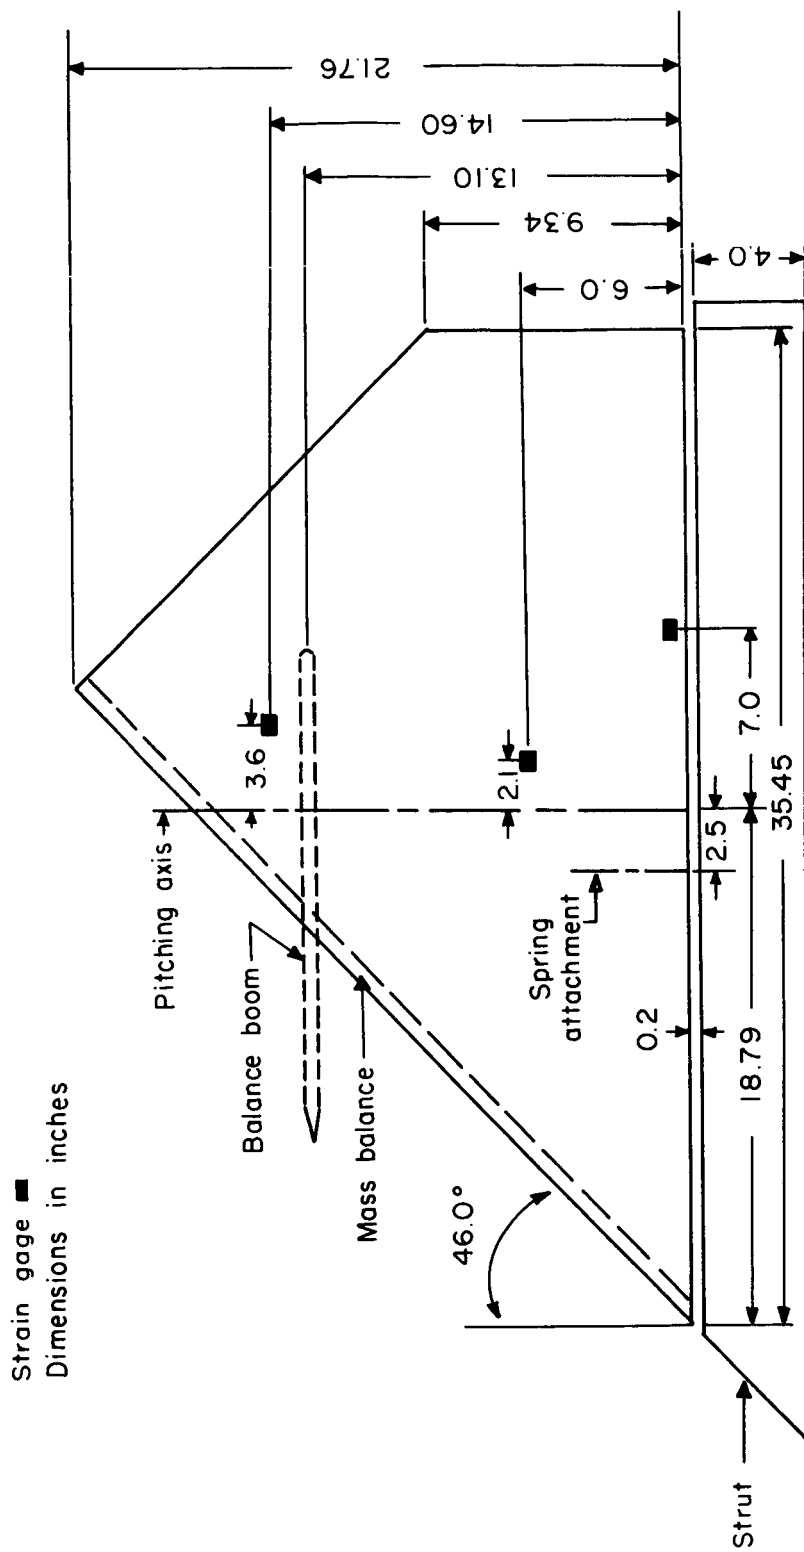 Strain gage
Dimensions in inches
Pitching axis
Balance boom
Mass balance
Spring
attachment
Strut
46.0°
3.6
2.1
21.76
14.60
13.10
9.34
6.0
4.0
0.2
2.5
7.0
18.79
35.45